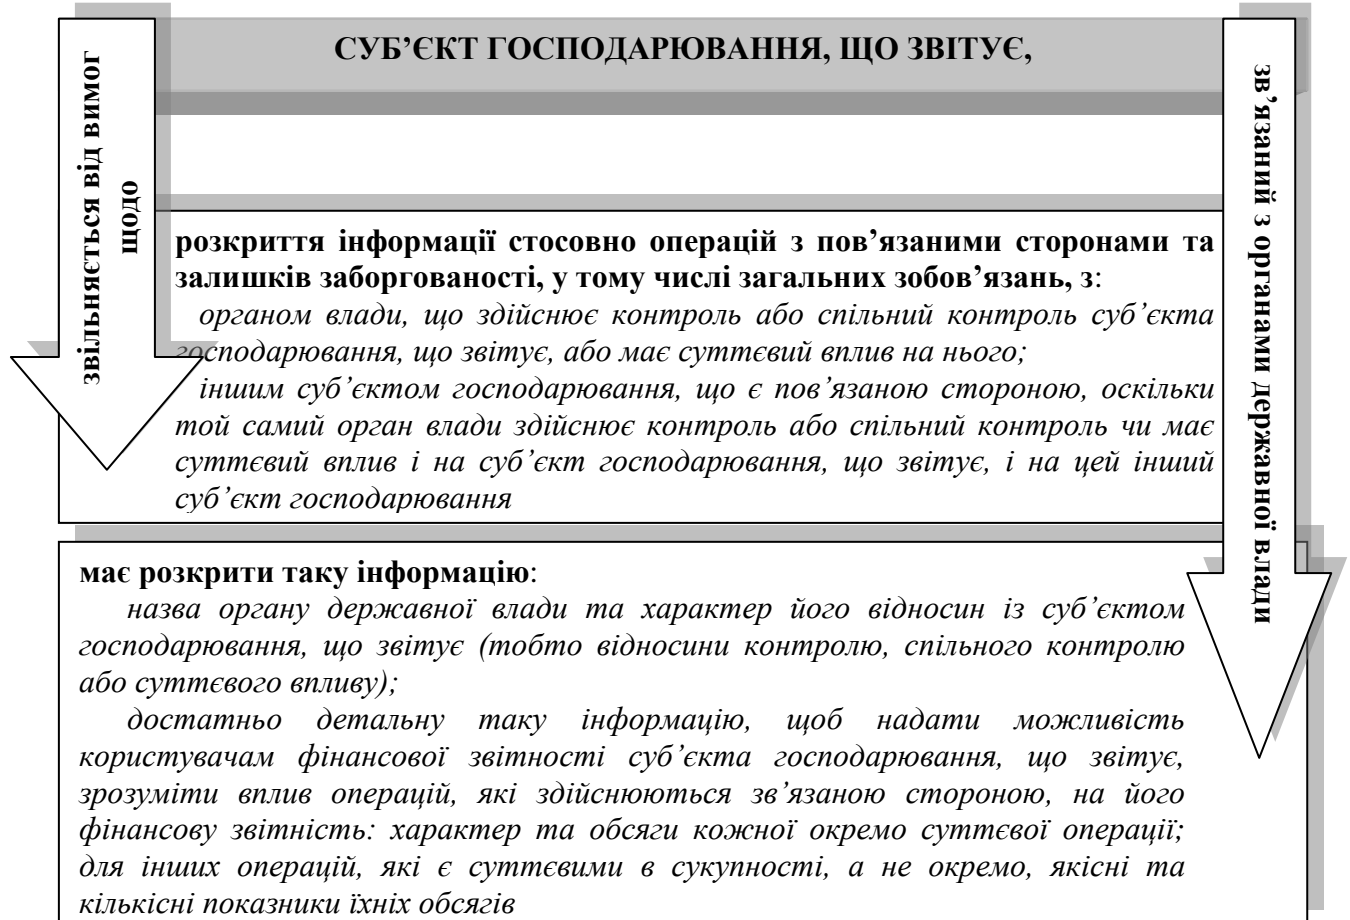 СУБ’ЄКТ ГОСПОДАРЮВАННЯ, ЩО ЗВІТУЄ,
звільняється від вимог
щодо
зв’язаний з органами державної влади
розкриття інформації стосовно операцій з пов’язаними сторонами та
залишків заборгованості, у тому числі загальних зобов’язань, з:
органом влади, що здійснює контроль або спільний контроль суб’єкта
господарювання, що звітує, або має суттєвий вплив на нього;
іншим суб’єктом господарювання, що є пов’язаною стороною, оскільки
той самий орган влади здійснює контроль або спільний контроль чи має
суттєвий вплив і на суб’єкт господарювання, що звітує, і на цей інший
суб’єкт господарювання
має розкрити таку інформацію:
назва органу державної влади та характер його відносин із суб’єктом
господарювання, що звітує (тобто відносини контролю, спільного контролю
або суттєвого впливу);
достатньо детальну таку інформацію, щоб надати можливість
користувачам фінансової звітності суб’єкта господарювання, що звітує,
зрозуміти вплив операцій, які здійснюються зв’язаною стороною, на його
фінансову звітність: характер та обсяги кожної окремо суттєвої операції;
для інших операцій, які є суттєвими в сукупності, а не окремо, якісні та
кількісні показники їхніх обсягів